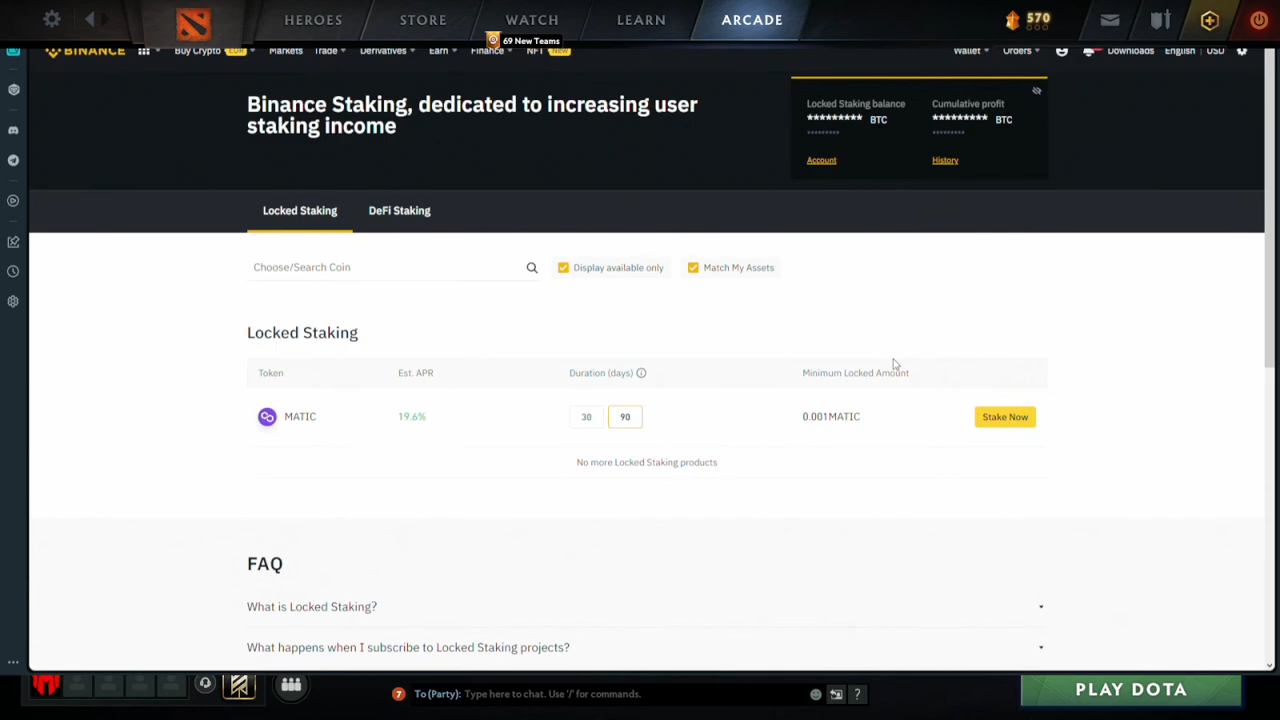 HEROES STORE WATCH LEARN ARCADE 570
69 New Teams
BINANCE Buy Crypto EUR Markets Trade Derivatives Earn Finance NFT New Wallet Orders Downloads English USD
Binance Staking, dedicated to increasing user
staking income
Locked Staking balance Cumulative profit
********* BTC ********* BTC
********* *********
Account History
Locked Staking DeFi Staking
Choose/Search Coin Display available only Match My Assets
Locked Staking
Token Est. APR Duration (days) Minimum Locked Amount
MATIC 19.6% 30 90 0.001MATIC Stake Now
No more Locked Staking products
FAQ
What is Locked Staking?
What happens when I subscribe to Locked Staking projects?
7 To (Party): Type here to chat. Use '/' for commands. ?
PLAY DOTA